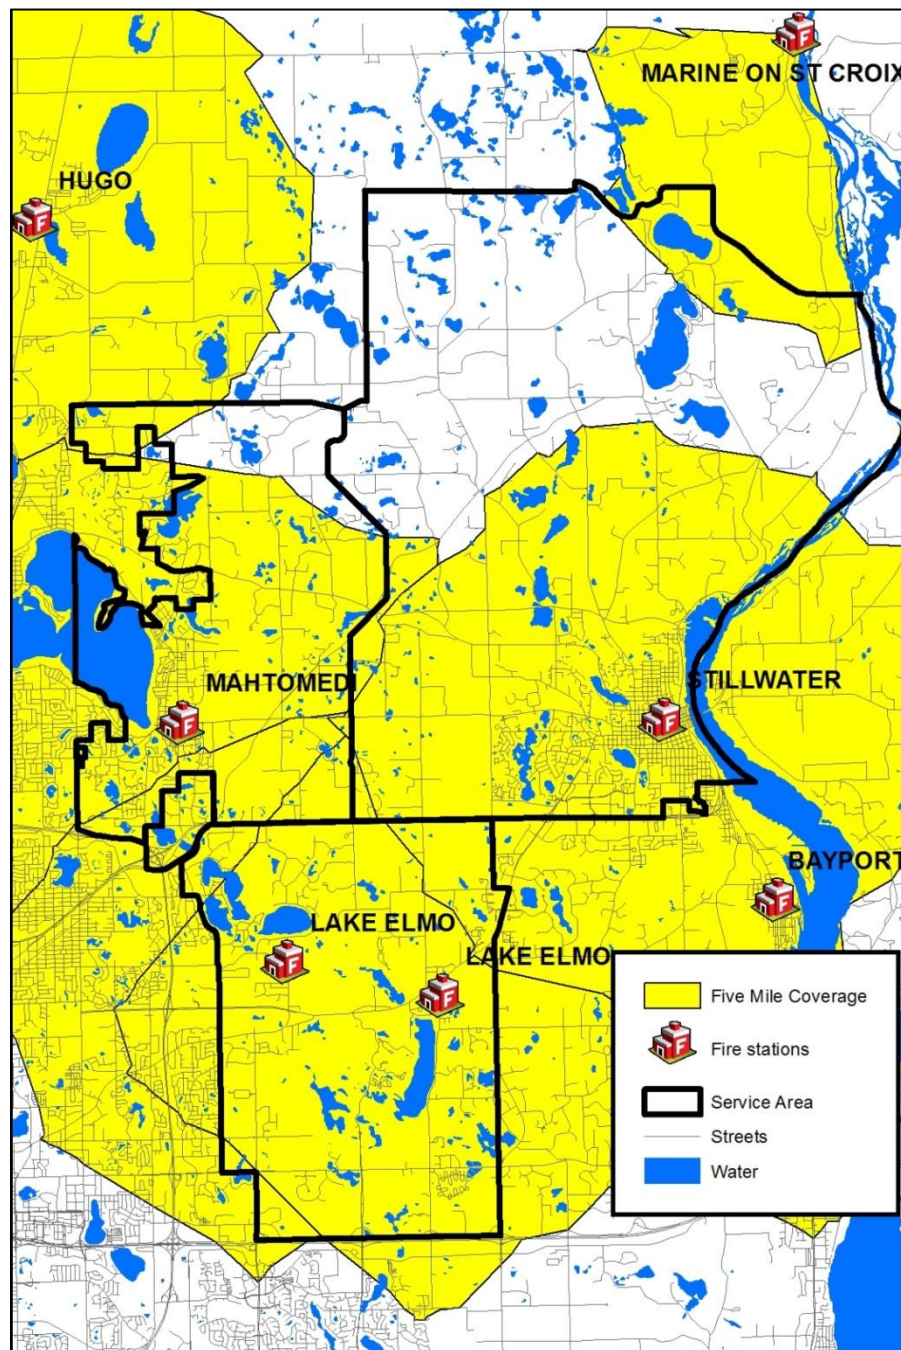 MARINE ON ST CROIX
HUGO
MAHTOMEDI
STILLWATER
BAYPORT
LAKE ELMO
LAKE ELMO
Five Mile Coverage
F
Fire stations
Service Area
Streets
Water